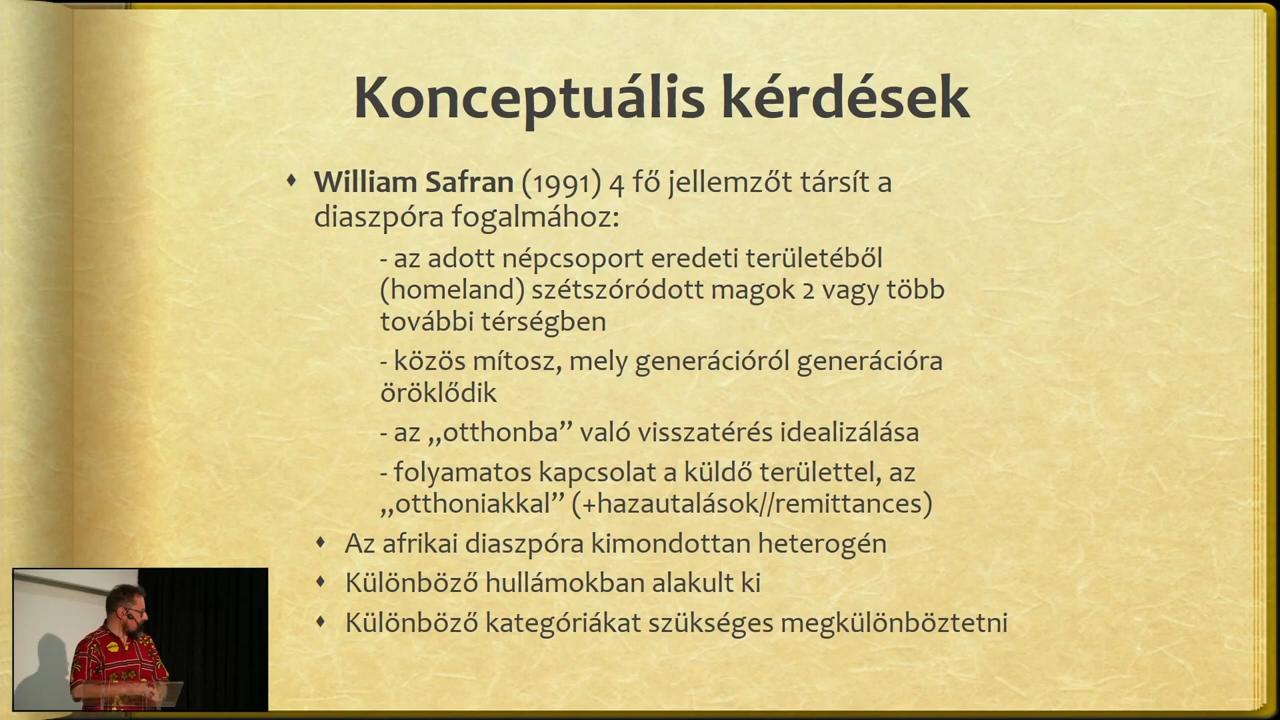 Konceptuális kérdések
William Safran (1991) 4 fő jellemzőt társít a
diaszpóra fogalmához:
- az adott népcsoport eredeti területéből
(homeland) szétszóródott magok 2 vagy több
további térségben
- közös mítosz, mely generációról generációra
öröklődik
- az „otthonba” való visszatérés idealizálása
- folyamatos kapcsolat a küldő területtel, az
„otthoniakkal” (+hazautalások//remittances)
Az afrikai diaszpóra kimondottan heterogén
Különböző hullámokban alakult ki
Különböző kategóriákat szükséges megkülönböztetni